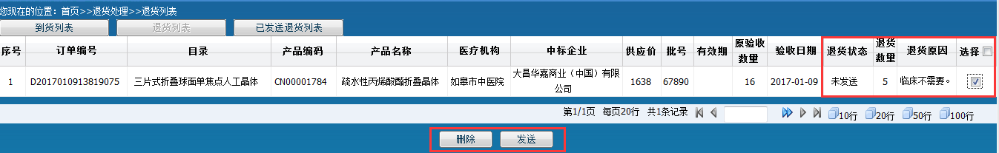 您现在的位置：首页>>退货处理>>退货列表
到货列表 退货列表 已发送退货列表
序号 订单编号 目录 产品编码 产品名称 医疗机构 中标企业 供应价 批号 有效期 原验收数量 验收日期 退货状态 退货数量 退货原因 选择
1 D2017010913819075 三片式折叠球面单焦点人工晶体 CN00001784 疏水性丙烯酸酯折叠晶体 如皋市中医院 大昌华嘉商业（中国）有限公司 1638 67890 16 2017-01-09 未发送 5 临床不需要。
第1/1页 每页20行 共1条记录 10行 20行 50行 100行
删除 发送